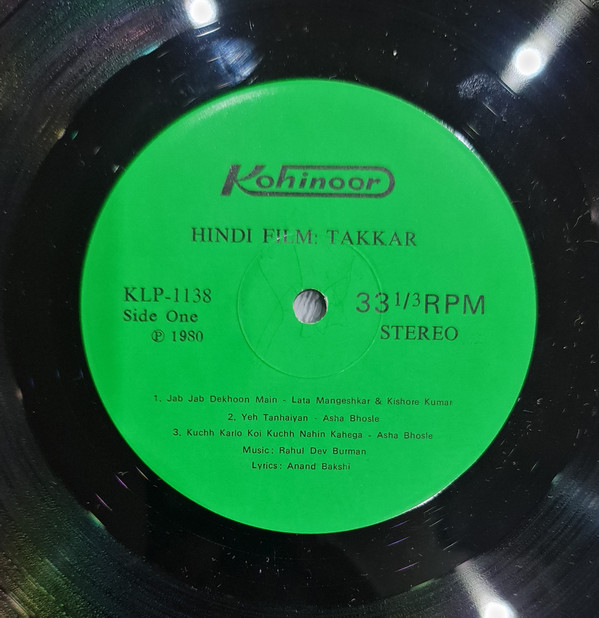 Kohinoor
HINDI FILM: TAKKAR
KLP-1138
Side One
℗ 1980
33 1/3 RPM
STEREO
1. Jab Jab Dekhoon Main - Lata Mangeshkar & Kishore Kumar
2. Yeh Tanhaiyan - Asha Bhosle
3. Kuchh Karlo Koi Kuchh Nahin Kahega - Asha Bhosle
Music: Rahul Dev Burman
Lyrics: Anand Bakshi